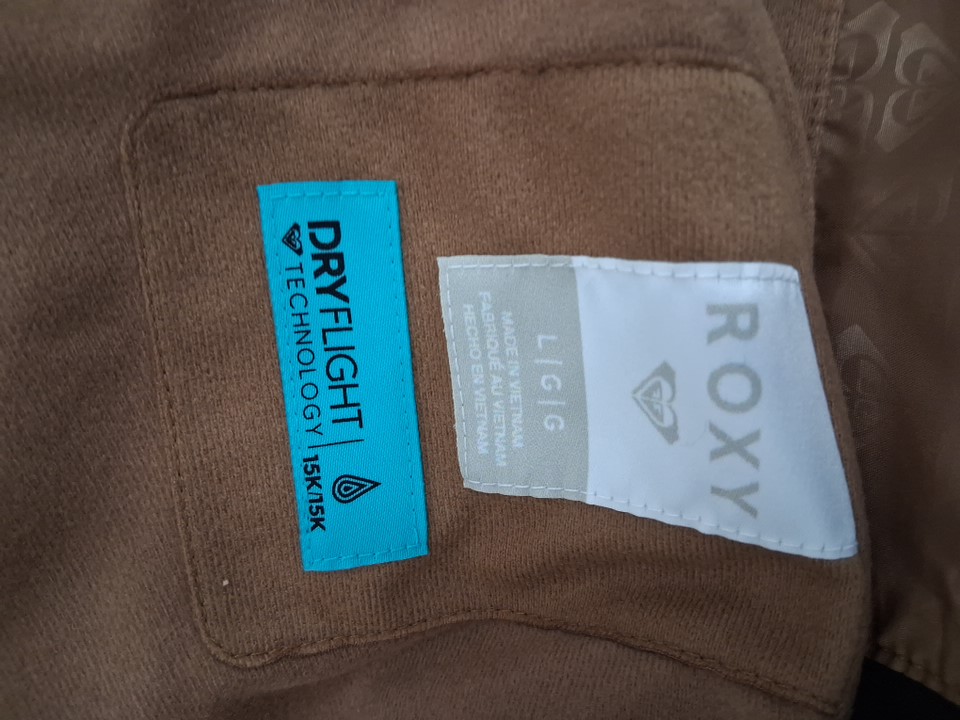 ROXY
L|G|G
MADE IN VIETNAM
FABRIQUÉ AU VIETNAM
HECHO EN VIETNAM
DRYFLIGHT
TECHNOLOGY | 15K/15K